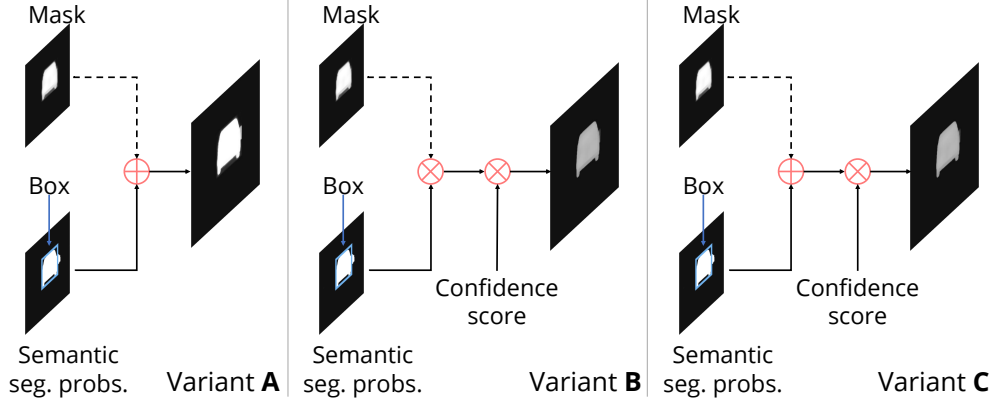 Mask
Box
Semantic
seg. probs.
Variant A
Mask
Box
Confidence
score
Semantic
seg. probs.
Variant B
Mask
Box
Confidence
score
Semantic
seg. probs.
Variant C